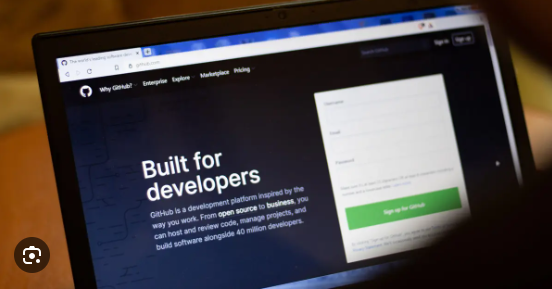 The world's leading software
github.com
Why GitHub?
Enterprise
Explore
Marketplace
Pricing
Search GitHub
Sign in
Sign up
Built for
developers
GitHub is a development platform inspired by the
way you work. From open source to business, you
can host and review code, manage projects, and
build software alongside 40 million developers.
Username
Email
Password
Sign up for GitHub